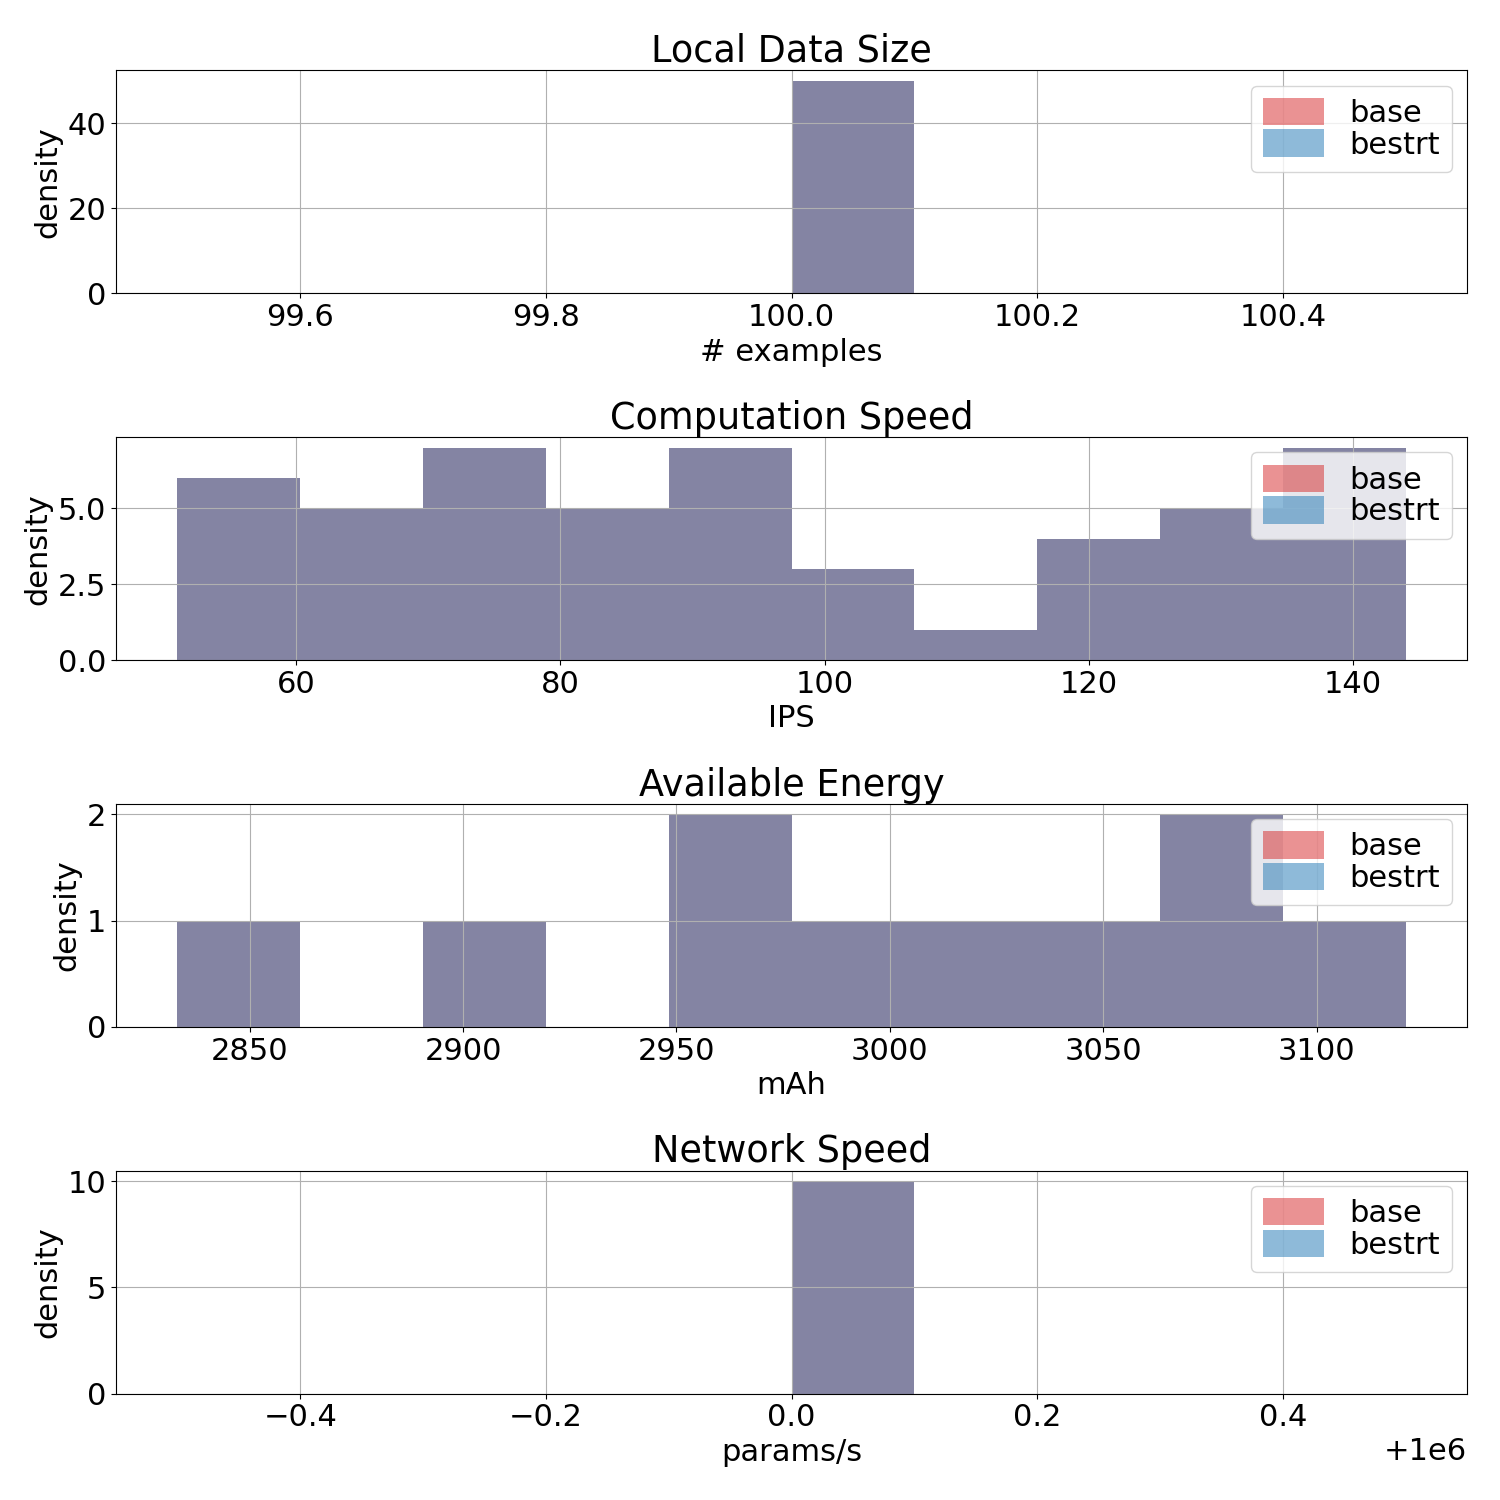 Local Data Size
density
40
20
0
base
bestrt
99.6 99.8 100.0 100.2 100.4
# examples
Computation Speed
density
5.0
2.5
0.0
base
bestrt
60 80 100 120 140
IPS
Available Energy
density
2
1
0
base
bestrt
2850 2900 2950 3000 3050 3100
mAh
Network Speed
density
10
5
0
base
bestrt
−0.4 −0.2 0.0 0.2 0.4
params/s
+1e6